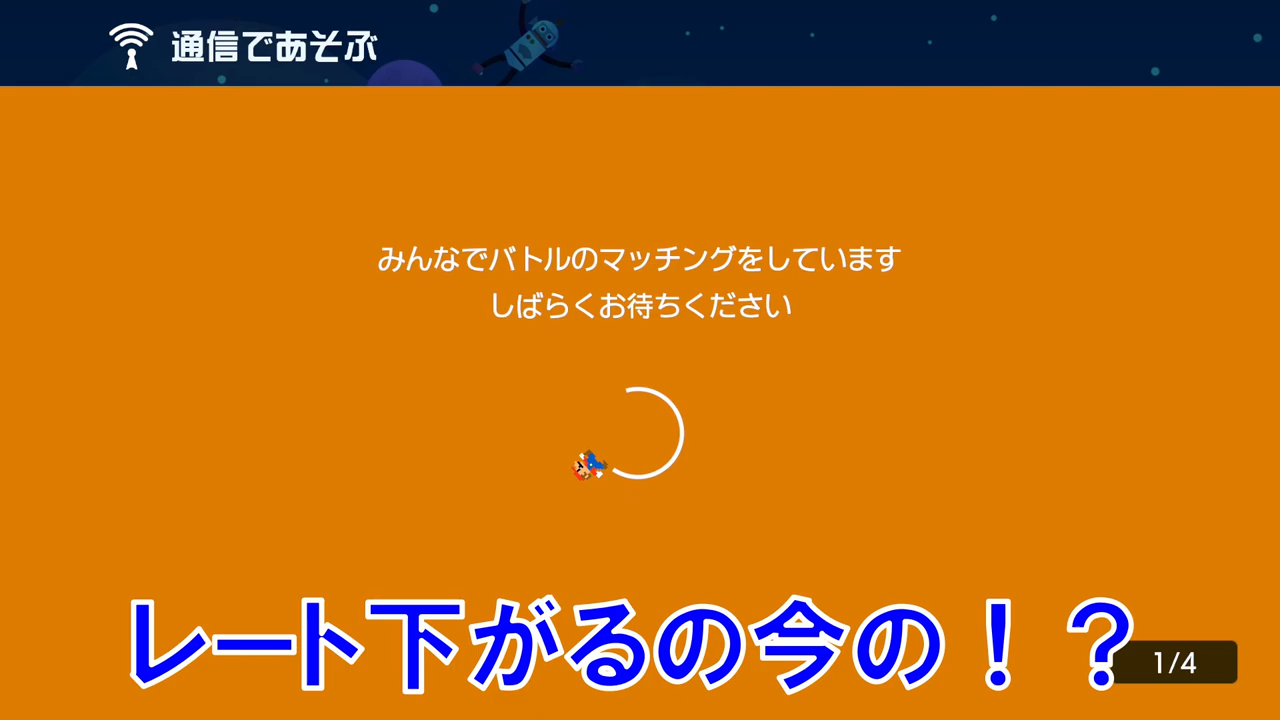 通信であそぶ
みんなでバトルのマッチングをしています
しばらくお待ちください
レート下がるの今の！？
1/4